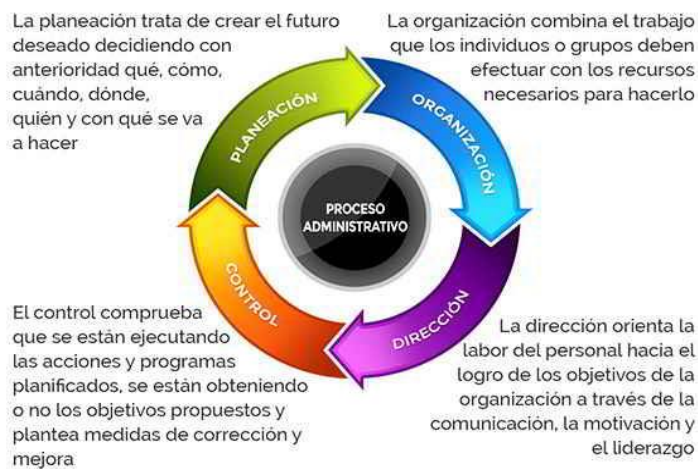 La planeación trata de crear el futuro
deseado decidiendo con
anterioridad qué, cómo,
cuándo, dónde,
quién y con qué se va
a hacer
La organización combina el trabajo
que los individuos o grupos deben
efectuar con los recursos
necesarios para hacerlo
PLANEACIÓN
ORGANIZACIÓN
PROCESO
ADMINISTRATIVO
CONTROL
DIRECCIÓN
El control comprueba
que se están ejecutando
las acciones y programas
planificados, se están obteniendo
o no los objetivos propuestos y
plantea medidas de corrección y
mejora
La dirección orienta la
labor del personal hacia el
logro de los objetivos de la
organización a través de la
comunicación, la motivación y
el liderazgo